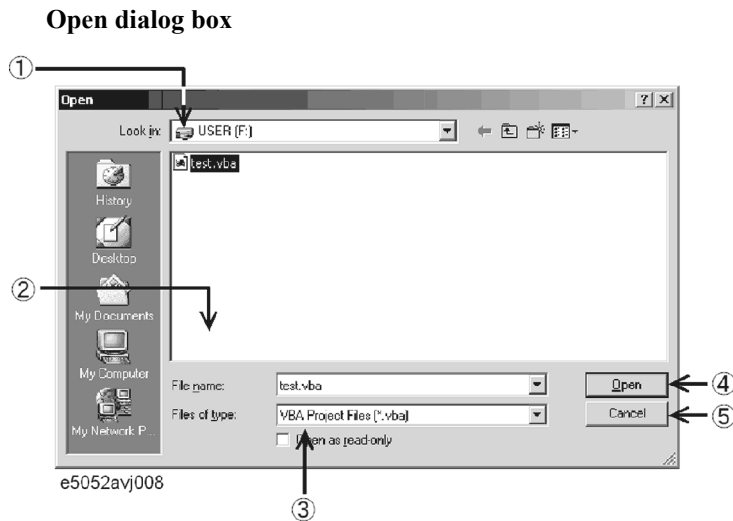 Open dialog box
①
Open
Look in:
USER (F:)
test.vba
History
Desktop
②
My Documents
My Computer
My Network P...
File name:
test.vba
Open
④
Files of type:
VBA Project Files (*.vba)
Cancel
⑤
Open as read-only
e5052avj008
③